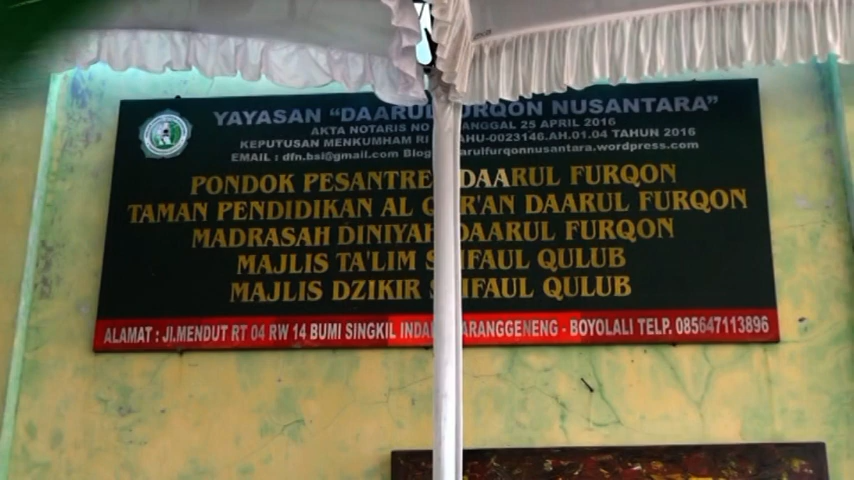 YAYASAN "DAARUL FURQON NUSANTARA"
AKTA NOTARIS NO TANGGAL 25 APRIL 2016
KEPUTUSAN MENKUMHAM RI AHU-0023146.AH.01.04 TAHUN 2016
EMAIL : dfn.bsi@gmail.com Blog daarulfurqonnusantara.wordpress.com
PONDOK PESANTREN DAARUL FURQON
TAMAN PENDIDIKAN AL QUR'AN DAARUL FURQON
MADRASAH DINIYAH DAARUL FURQON
MAJLIS TA'LIM SYIFAUL QULUB
MAJLIS DZIKIR SYIFAUL QULUB
ALAMAT : Jl.MENDUT RT 04 RW 14 BUMI SINGKIL INDAH KARANGGENENG - BOYOLALI TELP. 085647113896